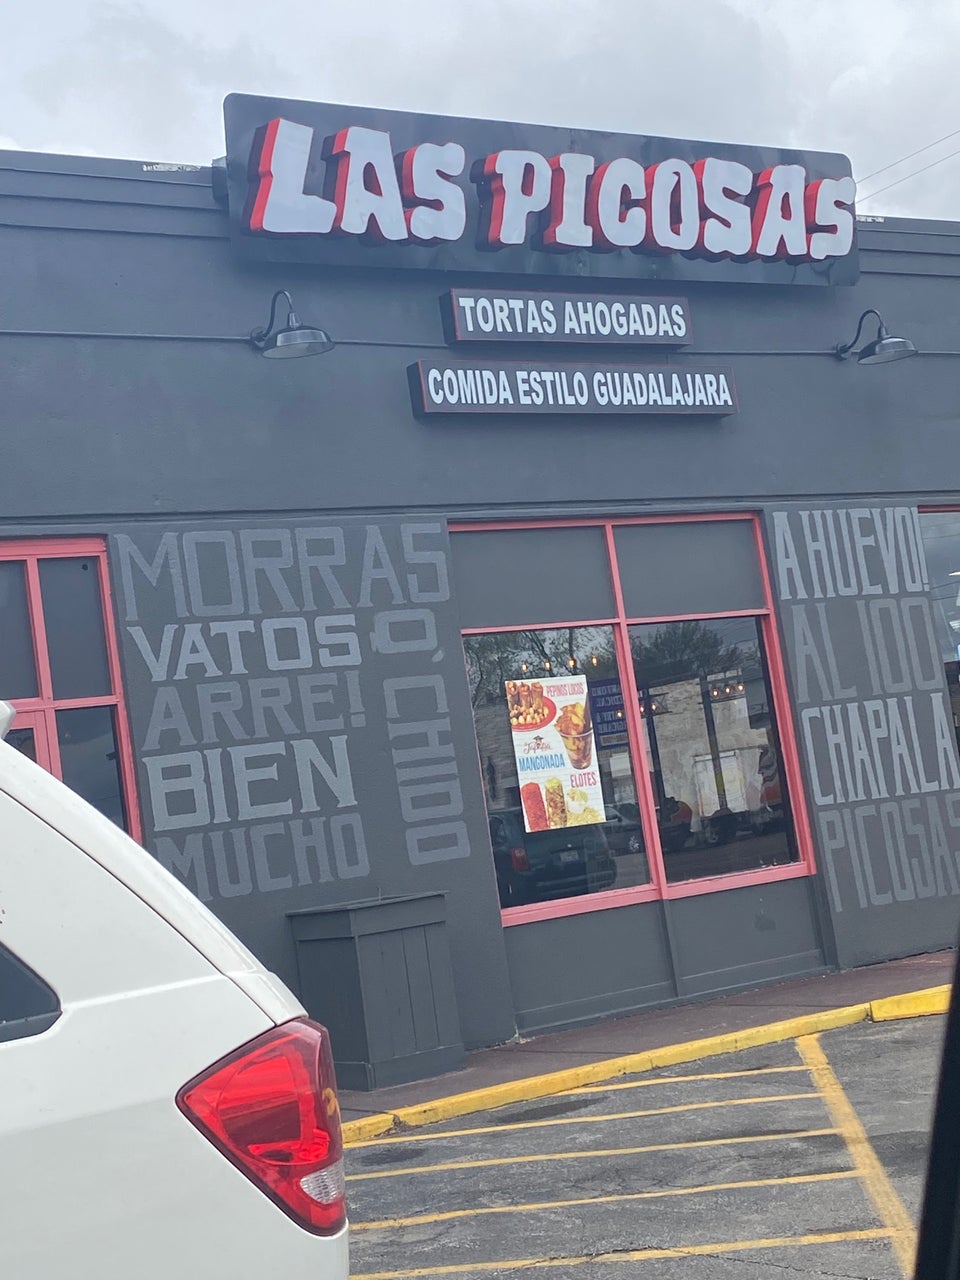 LAS PICOSAS
TORTAS AHOGADAS
COMIDA ESTILO GUADALAJARA
MORRAS
VATOS
ARRE!
BIEN
MUCHO
Q' CHIDO
PEPINOS LOCOS
MANGONADA
ELOTES
A HUEVO!
AL 100
CHAPALA
PICOSAS